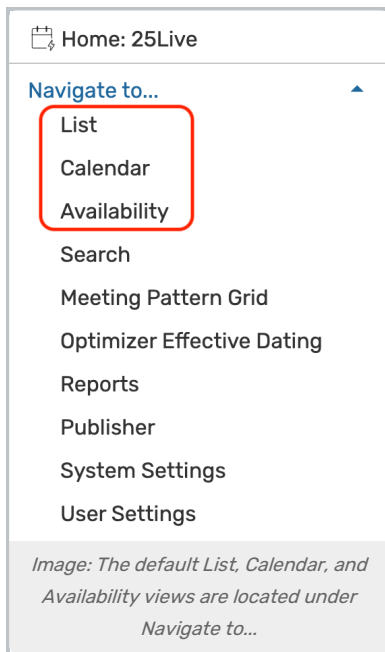 Home: 25Live
Navigate to...
List
Calendar
Availability
Search
Meeting Pattern Grid
Optimizer Effective Dating
Reports
Publisher
System Settings
User Settings
Image: The default List, Calendar, and
Availability views are located under
Navigate to...